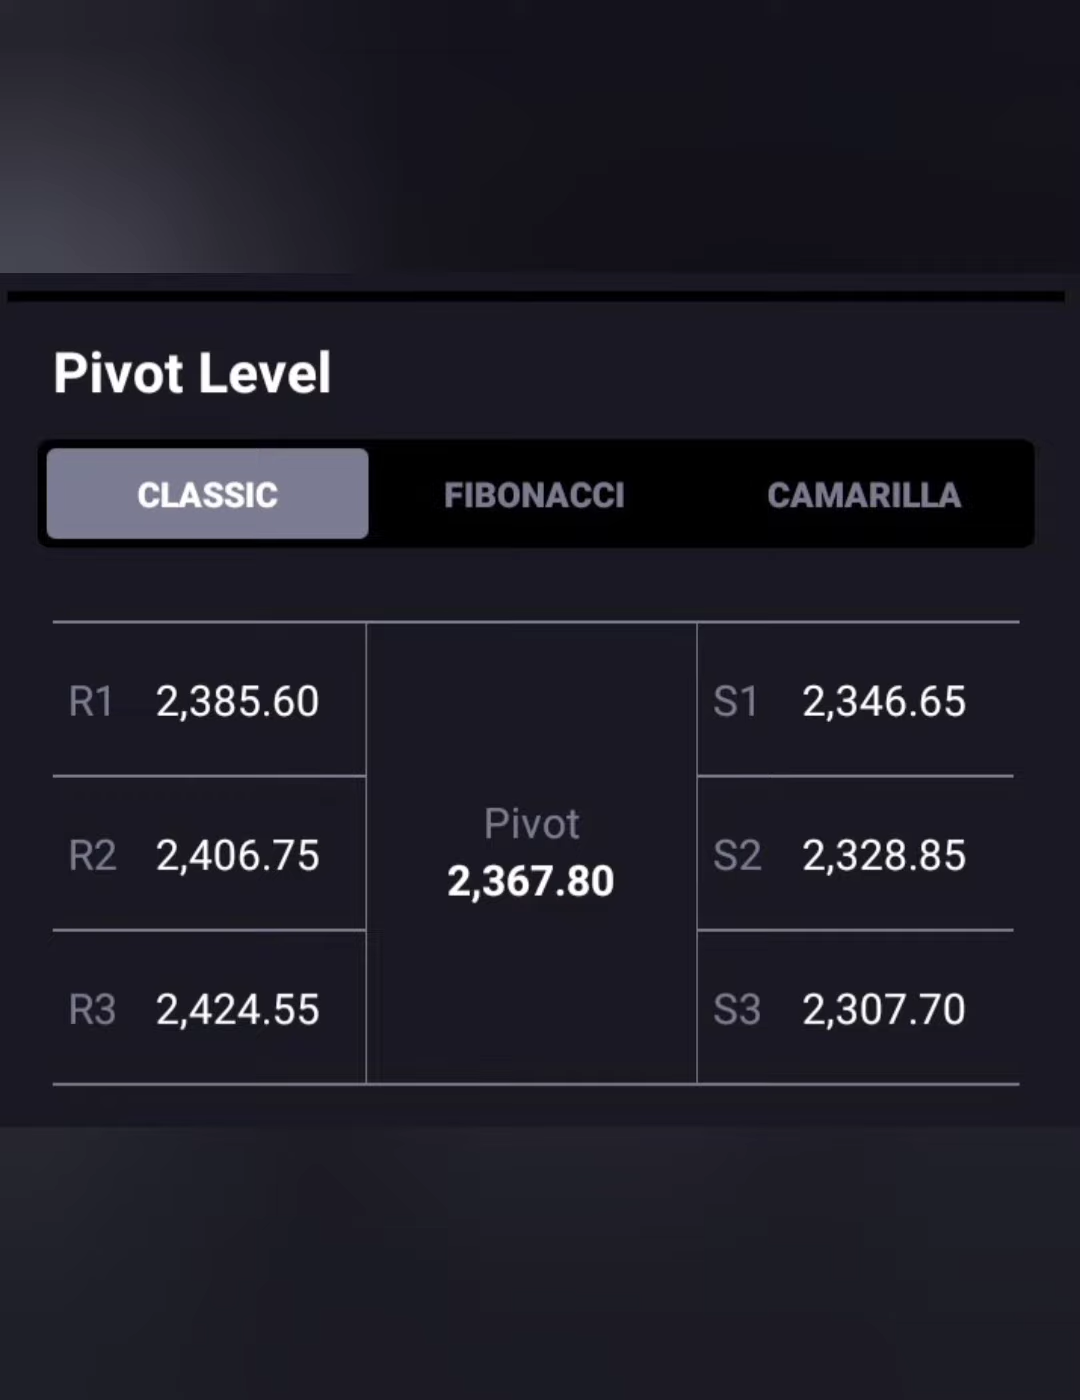 Pivot Level
CLASSIC FIBONACCI CAMARILLA
R1 2,385.60
R2 2,406.75
R3 2,424.55
Pivot
2,367.80
S1 2,346.65
S2 2,328.85
S3 2,307.70